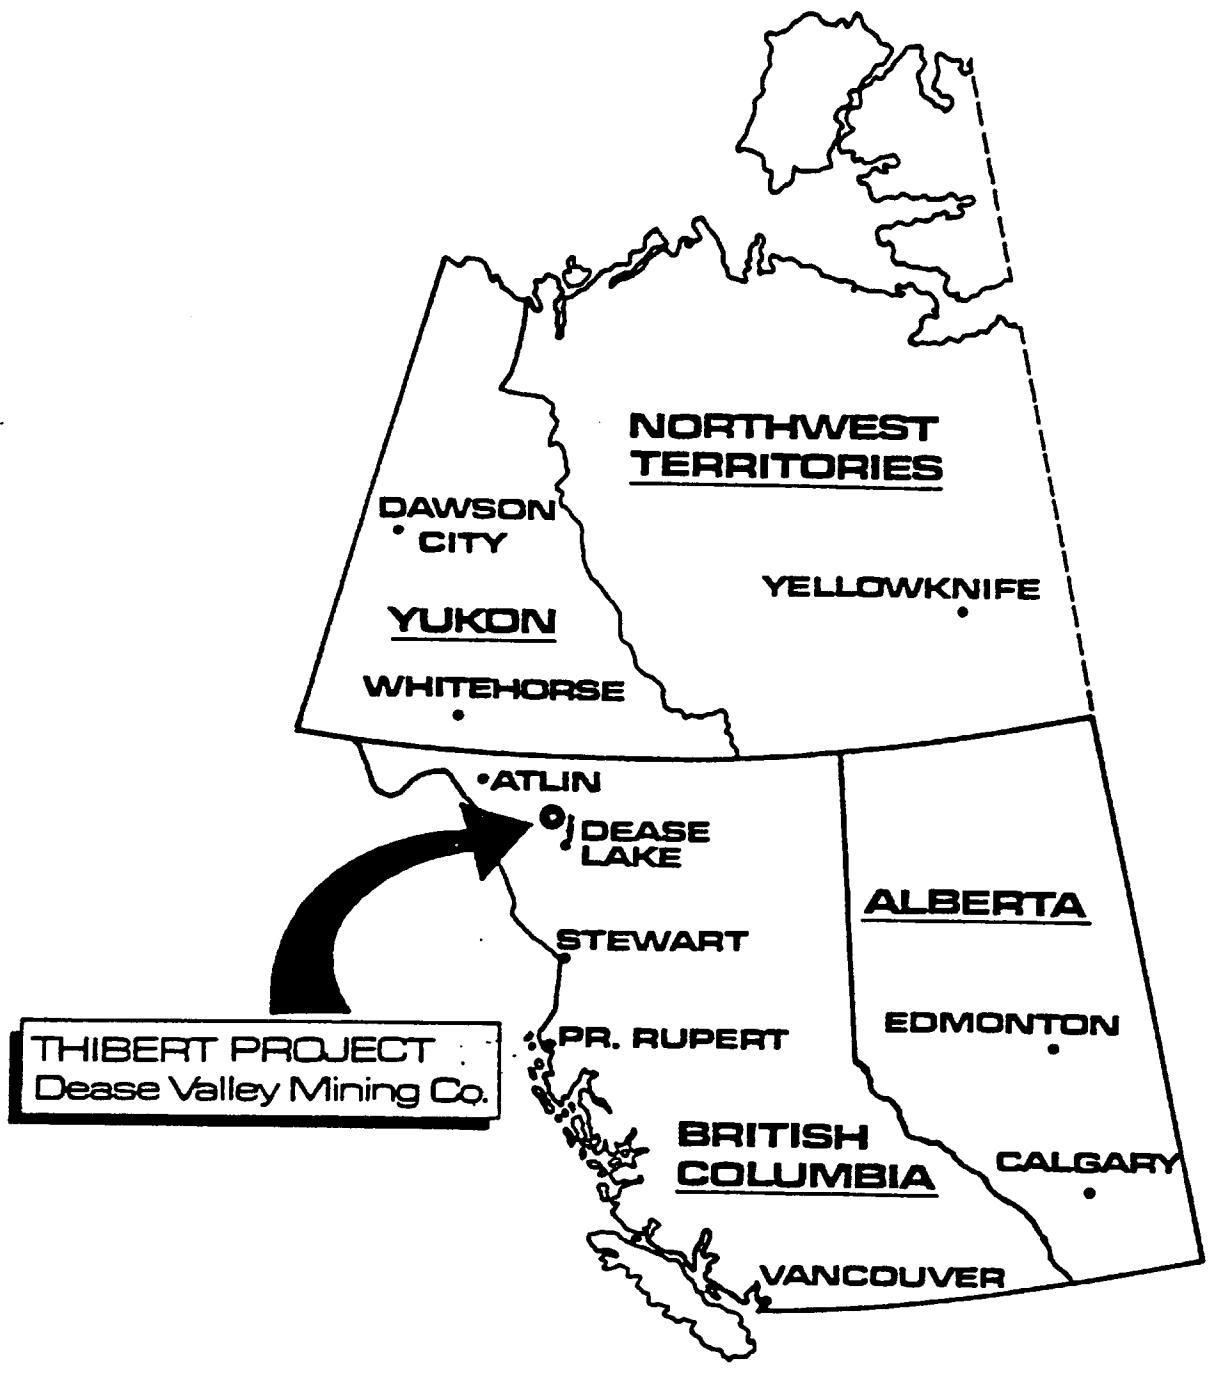 NORTHWEST
TERRITORIES
DAWSON
CITY
YELLOWKNIFE
YUKON
WHITEHORSE
ATLIN
DEASE
LAKE
ALBERTA
STEWART
EDMONTON
THIBERT PROJECT
Dease Valley Mining Co.
PR. RUPERT
BRITISH
COLUMBIA
CALGARY
VANCOUVER